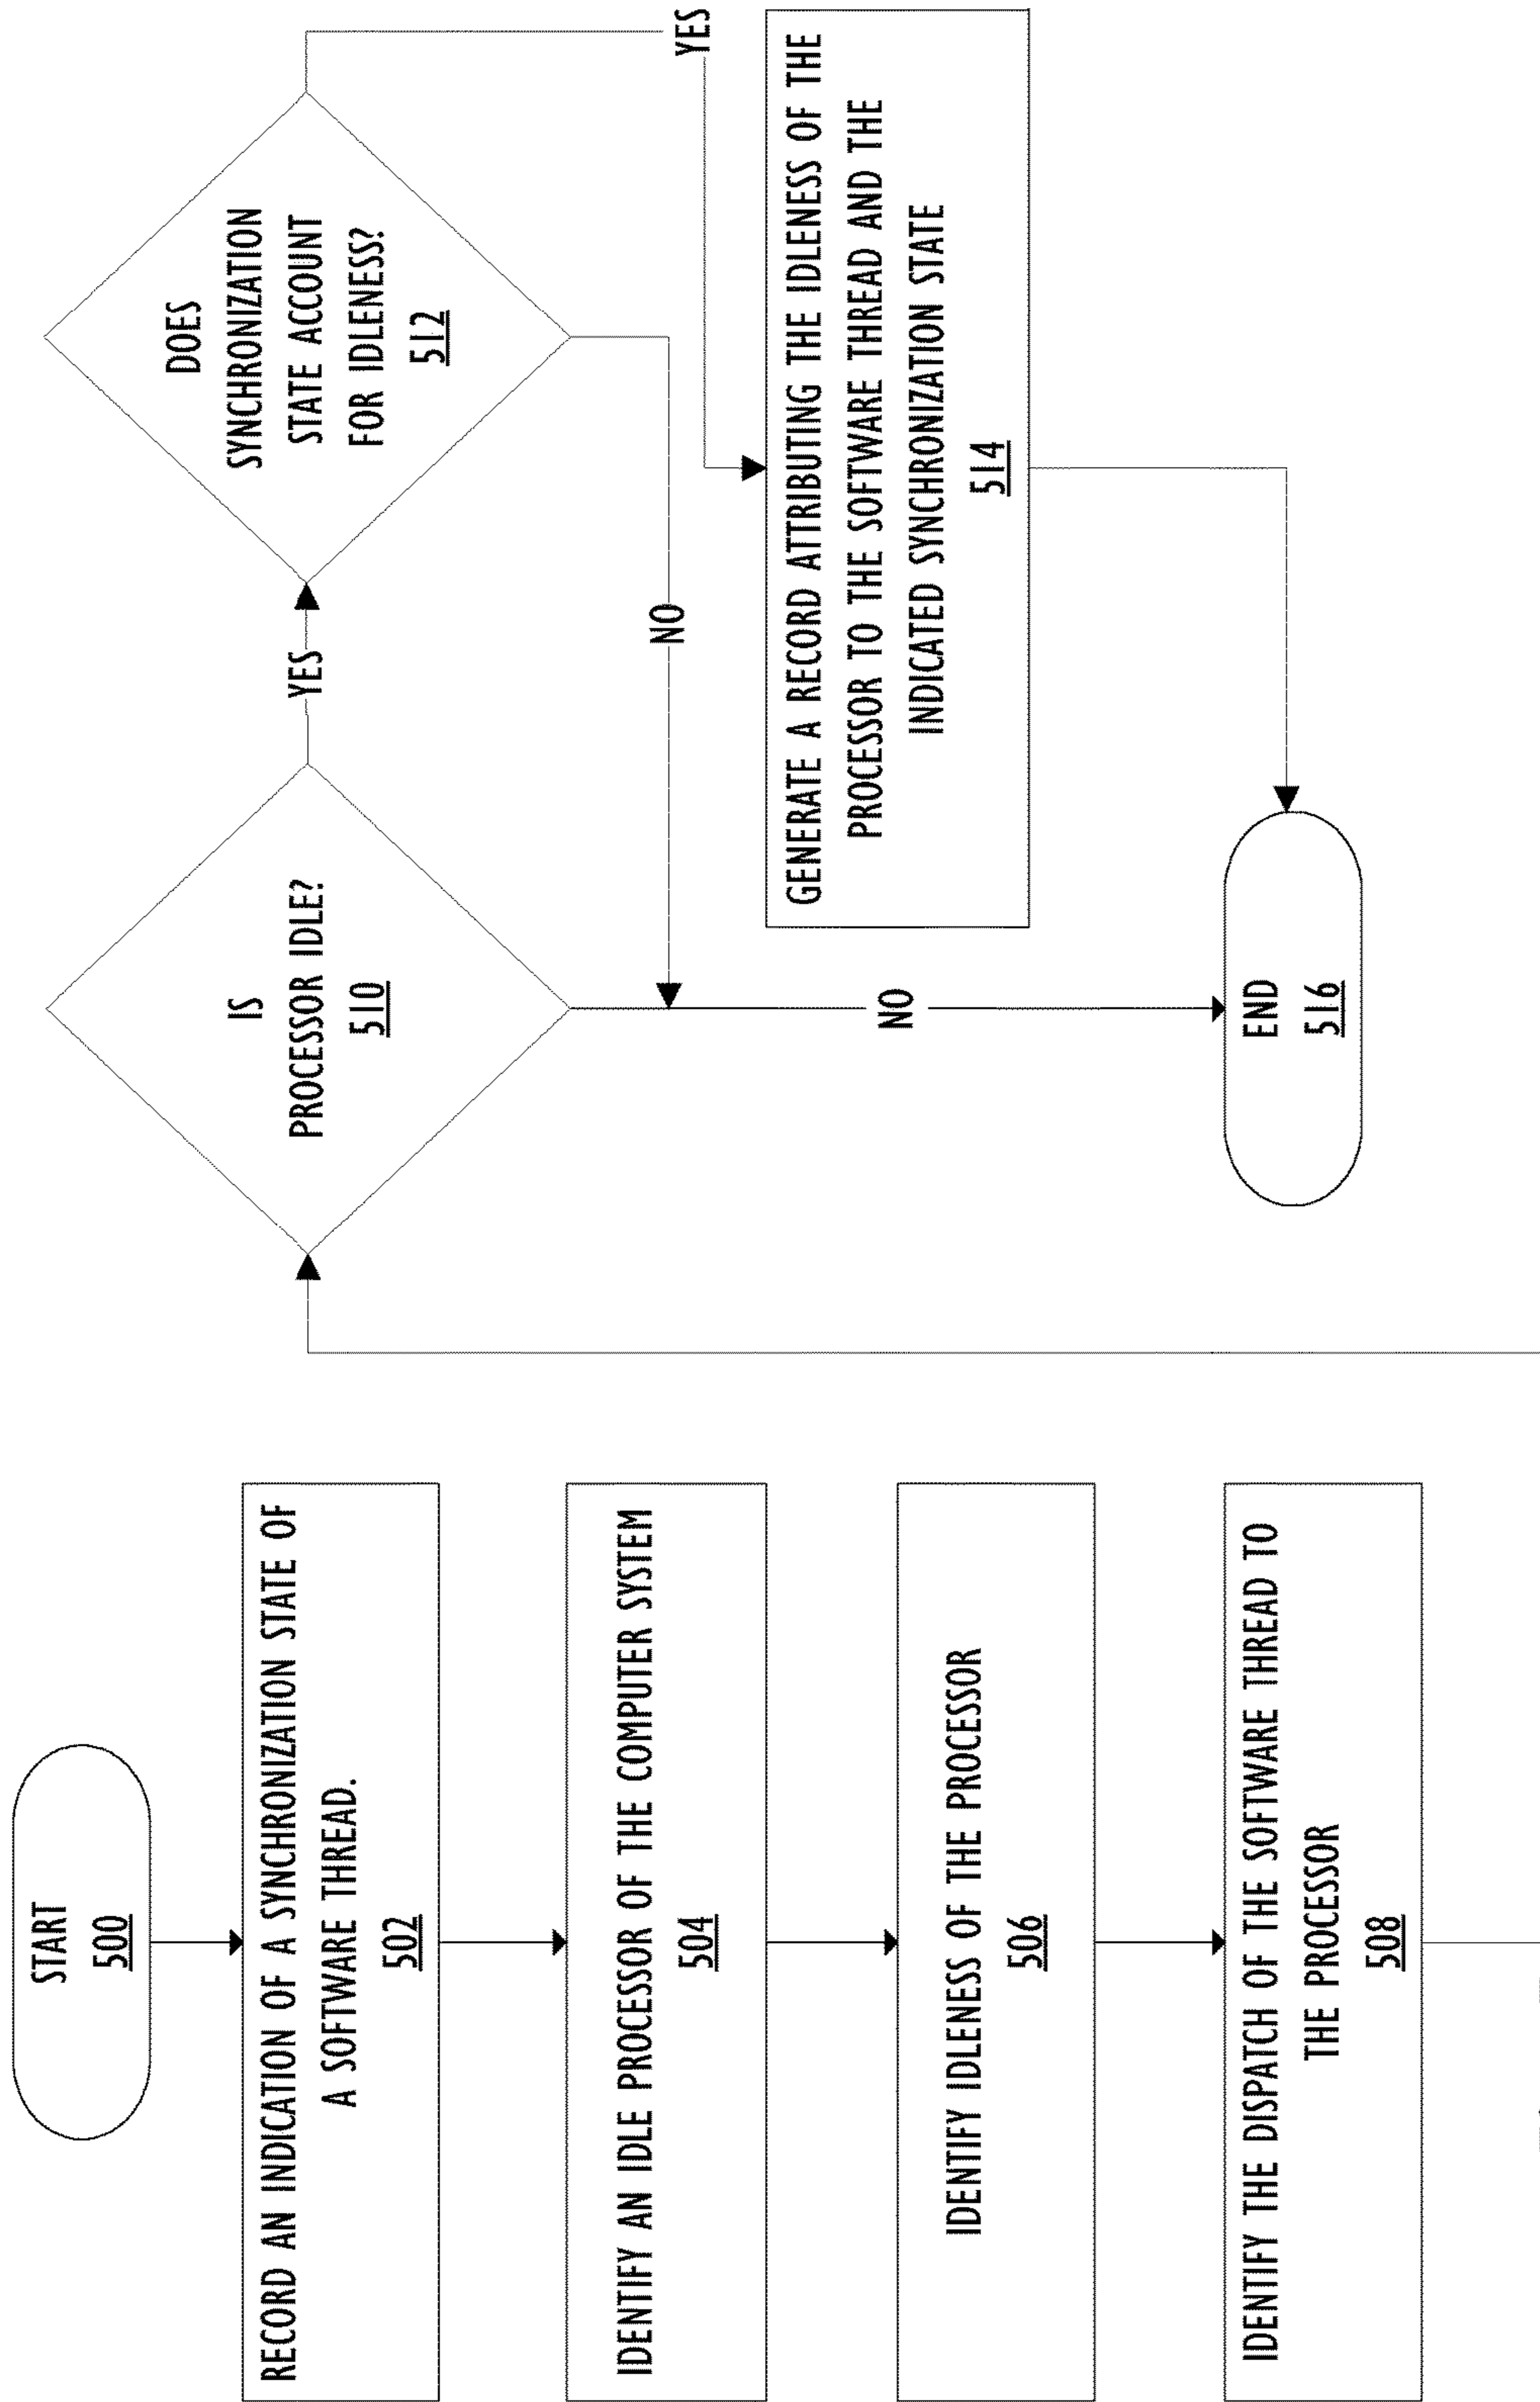 START
500
RECORD AN INDICATION OF A SYNCHRONIZATION STATE OF
A SOFTWARE THREAD.
502
IDENTIFY AN IDLE PROCESSOR OF THE COMPUTER SYSTEM
504
IDENTIFY IDLENESS OF THE PROCESSOR
506
IDENTIFY THE DISPATCH OF THE SOFTWARE THREAD TO
THE PROCESSOR
508
IS
PROCESSOR IDLE?
510
YES
NO
DOES
SYNCHRONIZATION
STATE ACCOUNT
FOR IDLENESS?
512
NO
YES
GENERATE A RECORD ATTRIBUTING THE IDLENESS OF THE
PROCESSOR TO THE SOFTWARE THREAD AND THE
INDICATED SYNCHRONIZATION STATE
514
END
516